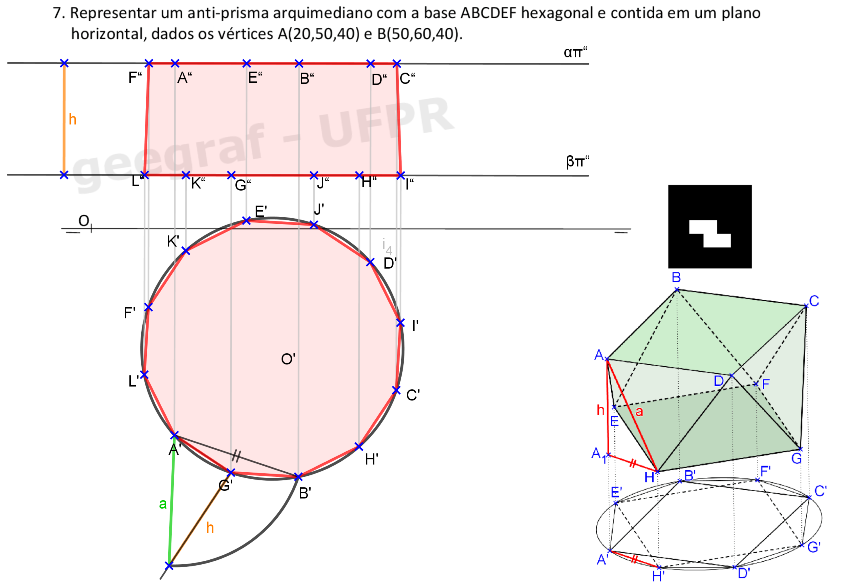 7. Representar um anti-prisma arquimediano com a base ABCDEF hexagonal e contida em um plano
horizontal, dados os vértices A(20,50,40) e B(50,60,40).
απ“
F“ A“ E“ B“ D“ C“
h
geegraf - UFPR
βπ“
L“ K“ G“ J“ H“ I“
O
E' J'
K' i4 D'
F' I'
O'
L' C'
A' H'
G' B'
a h
B
C
A
D F
h a
E
A1
H G
B' F'
E' C'
A' G'
H' D'